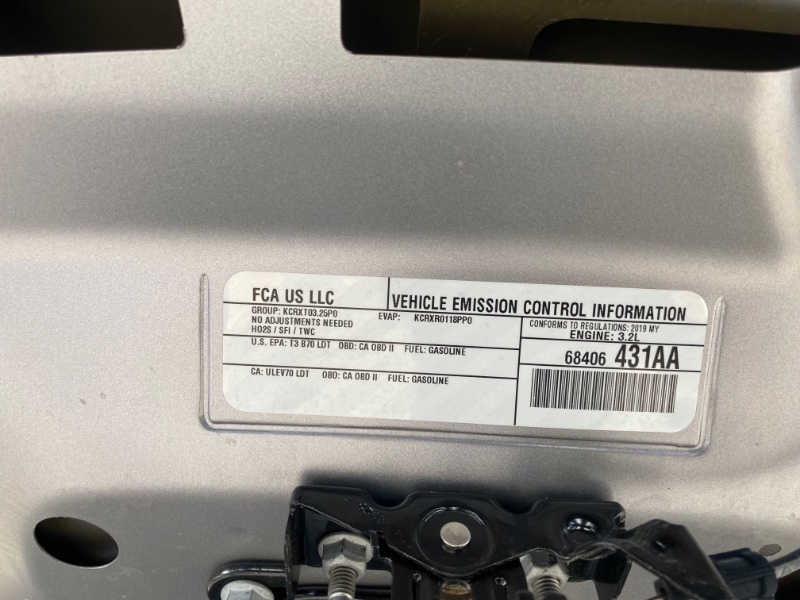 FCA US LLC
VEHICLE EMISSION CONTROL INFORMATION
GROUP: KCRXT03.25P0 EVAP: KCRXR0118PP0
NO ADJUSTMENTS NEEDED
HO2S / SFI / TWC
CONFORMS TO REGULATIONS: 2019 MY
ENGINE: 3.2L
U.S. EPA: T3 B70 LDT OBD: CA OBD II FUEL: GASOLINE
68406 431AA
CA: ULEV70 LDT OBD: CA OBD II FUEL: GASOLINE